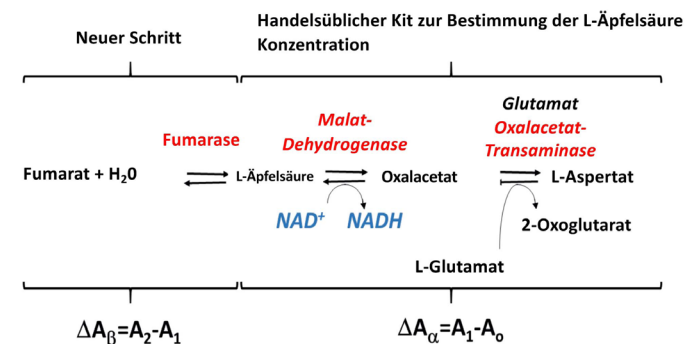 Neuer Schritt
Handelsüblicher Kit zur Bestimmung der L-Äpfelsäure
Konzentration
Fumarase
Malat-
Dehydrogenase
Glutamat
Oxalacetat-
Transaminase
Fumarat + H₂0
L-Äpfelsäure
Oxalacetat
L-Aspertat
NAD⁺
NADH
2-Oxoglutarat
L-Glutamat
ΔAβ=A₂-A₁
ΔAα=A₁-Aₒ